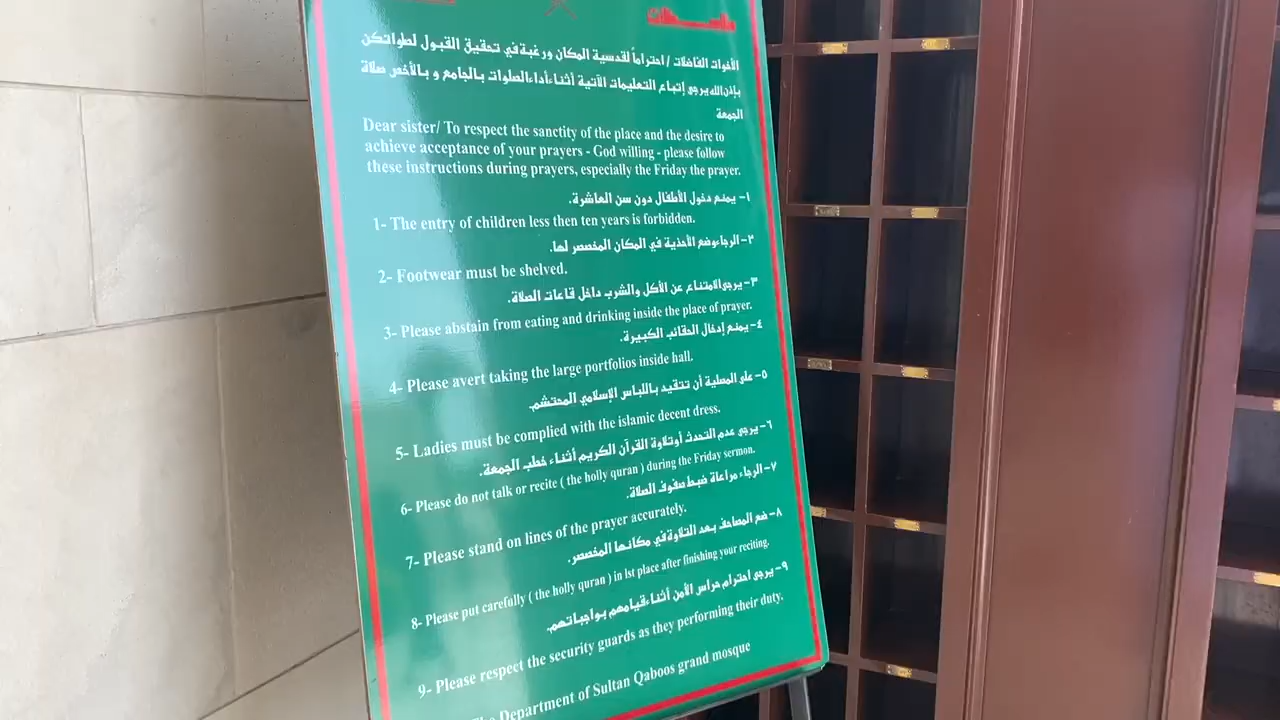 ملاحظات
الأخوات الفاضلات / احتراماً لقدسية المكان ورغبة في تحقيق القبول لصلواتكن
بإذن الله يرجى إتباع التعليمات الآتية أثناء أداء الصلوات بالجامع و بالأخص صلاة
الجمعة
Dear sister/ To respect the sanctity of the place and the desire to
achieve acceptance of your prayers - God willing - please follow
these instructions during prayers, especially the Friday the prayer.
١- يمنع دخول الأطفال دون سن العاشرة.
1- The entry of children less then ten years is forbidden.
٢- الرجاء وضع الأحذية في المكان المخصص لها.
2- Footwear must be shelved.
٣- يرجى الامتناع عن الأكل والشرب داخل قاعات الصلاة.
3- Please abstain from eating and drinking inside the place of prayer.
٤- يمنع إدخال الحقائب الكبيرة.
4- Please avert taking the large portfolios inside hall.
٥- على المصلية أن تتقيد باللباس الإسلامي المحتشم.
5- Ladies must be complied with the islamic decent dress.
٦- يرجى عدم التحدث أوتلاوة القرآن الكريم أثناء خطب الجمعة.
6- Please do not talk or recite ( the holly quran ) during the Friday sermon.
٧- الرجاء مراعاة ضبط صفوف الصلاة.
7- Please stand on lines of the prayer accurately.
٨- ضع المصاحف بعد التلاوة في مكانها المخصص.
8- Please put carefully ( the holly quran ) in Ist place after finishing your reciting.
٩- يرجى احترام حراس الأمن أثناء قيامهم بواجباتهم.
9- Please respect the security guards as they performing their duty.
The Department of Sultan Qaboos grand mosque